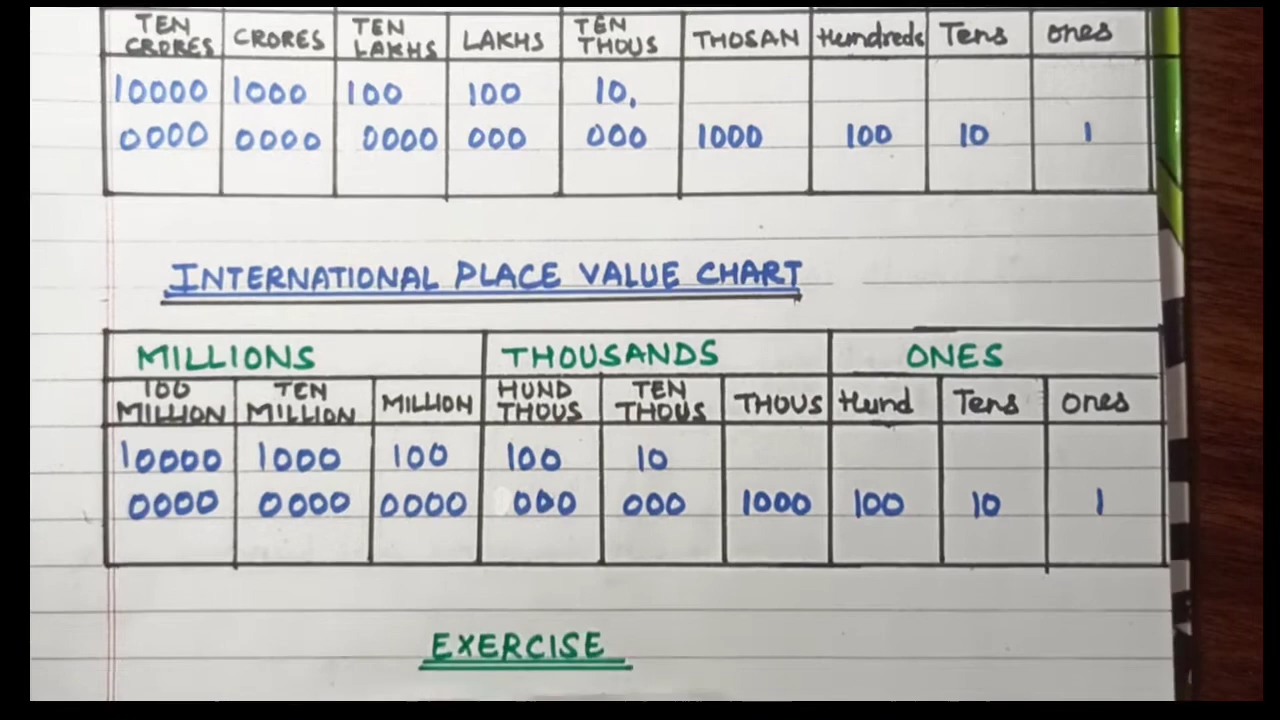 TEN CRORES CRORES TEN LAKHS LAKHS TEN THOUS THOSAN Hundreds Tens ones
10000 1000 100 100 10,
0000 0000 0000 000 000 1000 100 10 1
INTERNATIONAL PLACE VALUE CHART
MILLIONS THOUSANDS ONES
100 MILLION TEN MILLION MILLION HUND THOUS TEN THOUS THOUS Hund Tens ones
10000 1000 100 100 10
0000 0000 0000 000 000 1000 100 10 1
EXERCISE